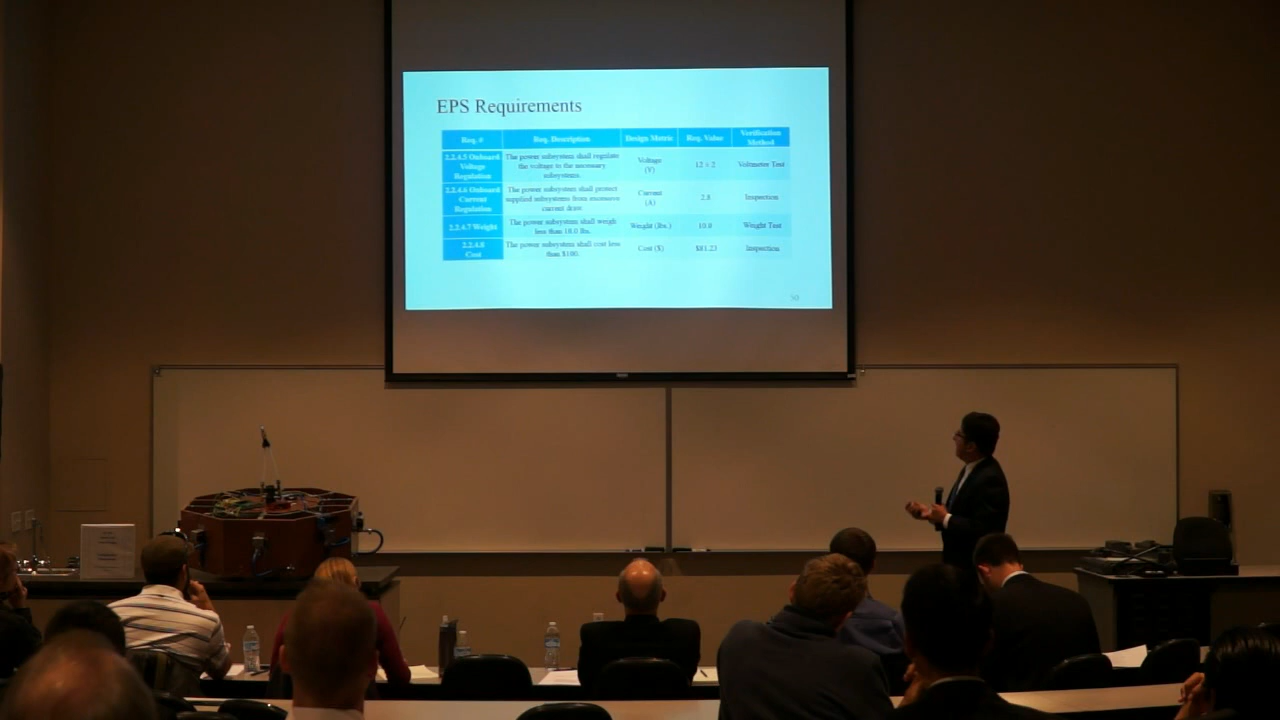 EPS Requirements
Req. # Req. Description Design Metric Req. Value Verification Method
2.2.4.5 Onboard Voltage Regulation The power subsystem shall regulate the voltage to the necessary subsystems. Voltage (V) 12 ± 2 Voltmeter Test
2.2.4.6 Onboard Current Regulation The power subsystem shall protect supplied subsystems from excessive current draw. Current (A) 2.8 Inspection
2.2.4.7 Weight The power subsystem shall weigh less than 10.0 lbs. Weight (lbs.) 10.0 Weight Test
2.2.4.8 Cost The power subsystem shall cost less than $100. Cost ($) $81.23 Inspection
50